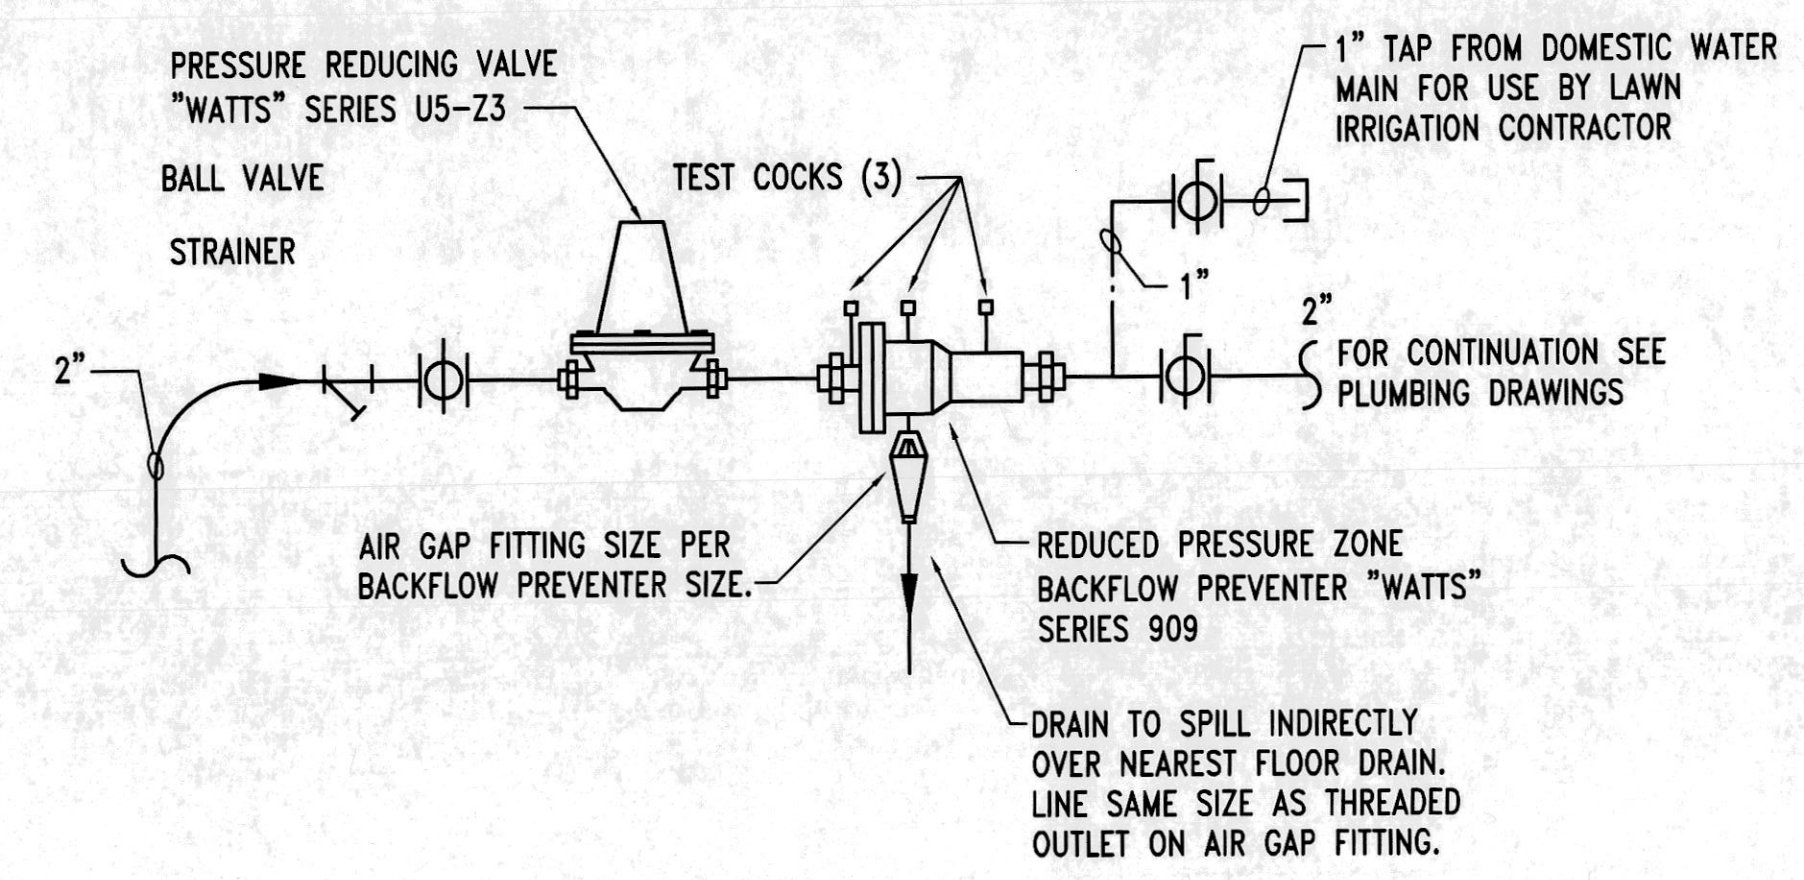 PRESSURE REDUCING VALVE
"WATTS" SERIES U5-Z3
BALL VALVE
STRAINER
2"
TEST COCKS (3)
1" TAP FROM DOMESTIC WATER
MAIN FOR USE BY LAWN
IRRIGATION CONTRACTOR
1"
2"
FOR CONTINUATION SEE
PLUMBING DRAWINGS
AIR GAP FITTING SIZE PER
BACKFLOW PREVENTER SIZE.
REDUCED PRESSURE ZONE
BACKFLOW PREVENTER "WATTS"
SERIES 909
DRAIN TO SPILL INDIRECTLY
OVER NEAREST FLOOR DRAIN.
LINE SAME SIZE AS THREADED
OUTLET ON AIR GAP FITTING.